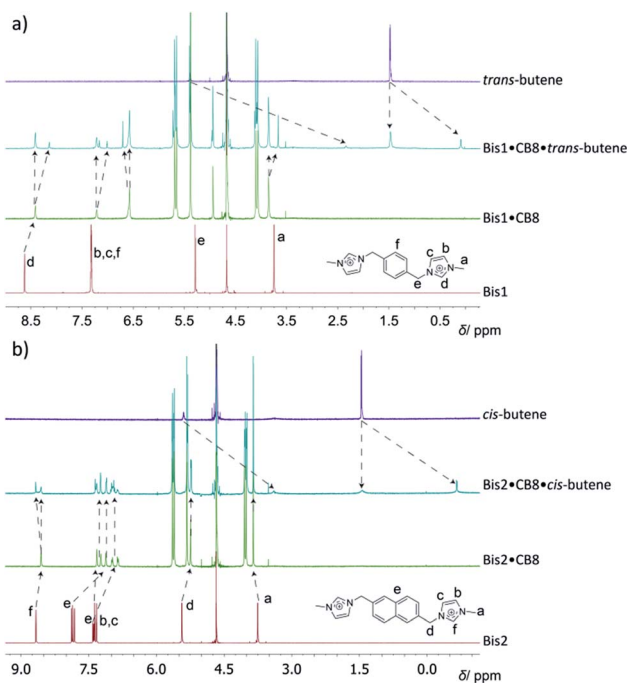 a)
trans-butene
Bis1•CB8•trans-butene
Bis1•CB8
f
c b
N
N
N
N
a
e
d
d
b,c,f
e
a
Bis1
8.5 7.5 6.5 5.5 4.5 3.5 2.5 1.5 0.5
δ/ ppm
b)
cis-butene
Bis2•CB8•cis-butene
Bis2•CB8
e
c b
N
N
N
N
a
e
d
f
f
e
e
b,c
d
a
Bis2
9.0 7.5 6.0 4.5 3.0 1.5 0.0
δ/ ppm